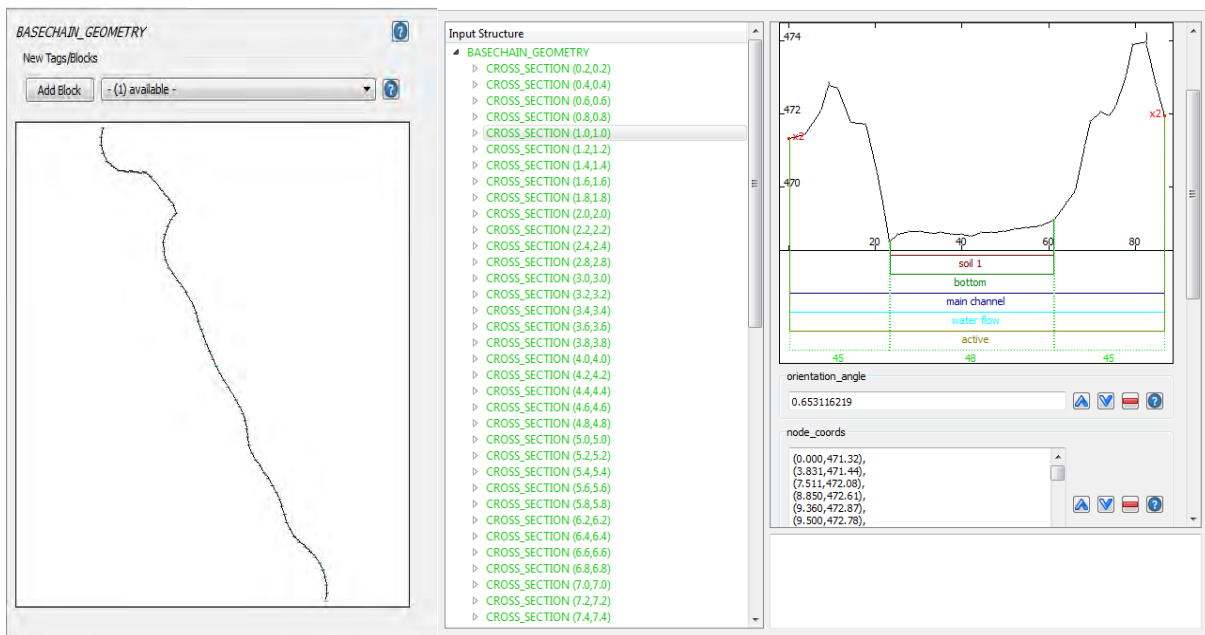 BASECHAIN_GEOMETRY
New Tags/Blocks
Add Block
- (1) available -
Input Structure
BASECHAIN_GEOMETRY
CROSS_SECTION (0.2,0.2)
CROSS_SECTION (0.4,0.4)
CROSS_SECTION (0.6,0.6)
CROSS_SECTION (0.8,0.8)
CROSS_SECTION (1.0,1.0)
CROSS_SECTION (1.2,1.2)
CROSS_SECTION (1.4,1.4)
CROSS_SECTION (1.6,1.6)
CROSS_SECTION (1.8,1.8)
CROSS_SECTION (2.0,2.0)
CROSS_SECTION (2.2,2.2)
CROSS_SECTION (2.4,2.4)
CROSS_SECTION (2.8,2.8)
CROSS_SECTION (3.0,3.0)
CROSS_SECTION (3.2,3.2)
CROSS_SECTION (3.4,3.4)
CROSS_SECTION (3.6,3.6)
CROSS_SECTION (3.8,3.8)
CROSS_SECTION (4.0,4.0)
CROSS_SECTION (4.2,4.2)
CROSS_SECTION (4.4,4.4)
CROSS_SECTION (4.6,4.6)
CROSS_SECTION (4.8,4.8)
CROSS_SECTION (5.0,5.0)
CROSS_SECTION (5.2,5.2)
CROSS_SECTION (5.4,5.4)
CROSS_SECTION (5.6,5.6)
CROSS_SECTION (5.8,5.8)
CROSS_SECTION (6.2,6.2)
CROSS_SECTION (6.4,6.4)
CROSS_SECTION (6.6,6.6)
CROSS_SECTION (6.8,6.8)
CROSS_SECTION (7.0,7.0)
CROSS_SECTION (7.2,7.2)
CROSS_SECTION (7.4,7.4)
474
472
x2
x2
470
20 40 60 80
soil 1
bottom
main channel
water flow
active
45 48 45
orientation_angle
0.653116219
node_coords
(0.000,471.32),
(3.831,471.44),
(7.511,472.08),
(8.850,472.61),
(9.360,472.87),
(9.500,472.78),